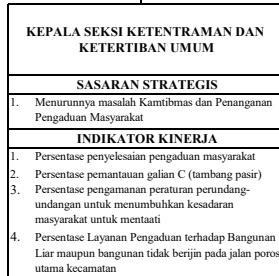 KEPALA SEKSI KETENTRAMAN DAN
KETERTIBAN UMUM
SASARAN STRATEGIS
1. Menurunnya masalah Kamtibmas dan Penanganan
Pengaduan Masyarakat
INDIKATOR KINERJA
1. Persentase penyelesaian pengaduan masyarakat
2. Persentase pemantauan galian C (tambang pasir)
3. Persentase pengamanan peraturan perundang-
undangan untuk menumbuhkan kesadaran
masyarakat untuk mentaati
4. Persentase Layanan Pengaduan terhadap Bangunan
Liar maupun bangunan tidak berijin pada jalan poros
utama kecamatan